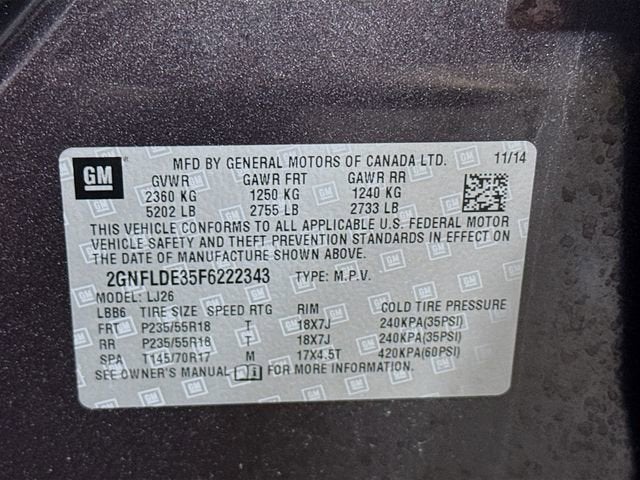 GM ® MFD BY GENERAL MOTORS OF CANADA LTD. 11/14
GVWR GAWR FRT GAWR RR
2360 KG 1250 KG 1240 KG
5202 LB 2755 LB 2733 LB
THIS VEHICLE CONFORMS TO ALL APPLICABLE U.S. FEDERAL MOTOR
VEHICLE SAFETY AND THEFT PREVENTION STANDARDS IN EFFECT ON
THE DATE OF MANUFACTURE SHOWN ABOVE.
2GNFLDE35F6222343 TYPE: M.P.V.
MODEL: LJ26
LBB6 TIRE SIZE SPEED RTG RIM COLD TIRE PRESSURE
FRT P235/55R18 T 18X7J 240KPA(35PSI)
RR P235/55R18 T 18X7J 240KPA(35PSI)
SPA T145/70R17 M 17X4.5T 420KPA(60PSI)
SEE OWNER'S MANUAL FOR MORE INFORMATION.